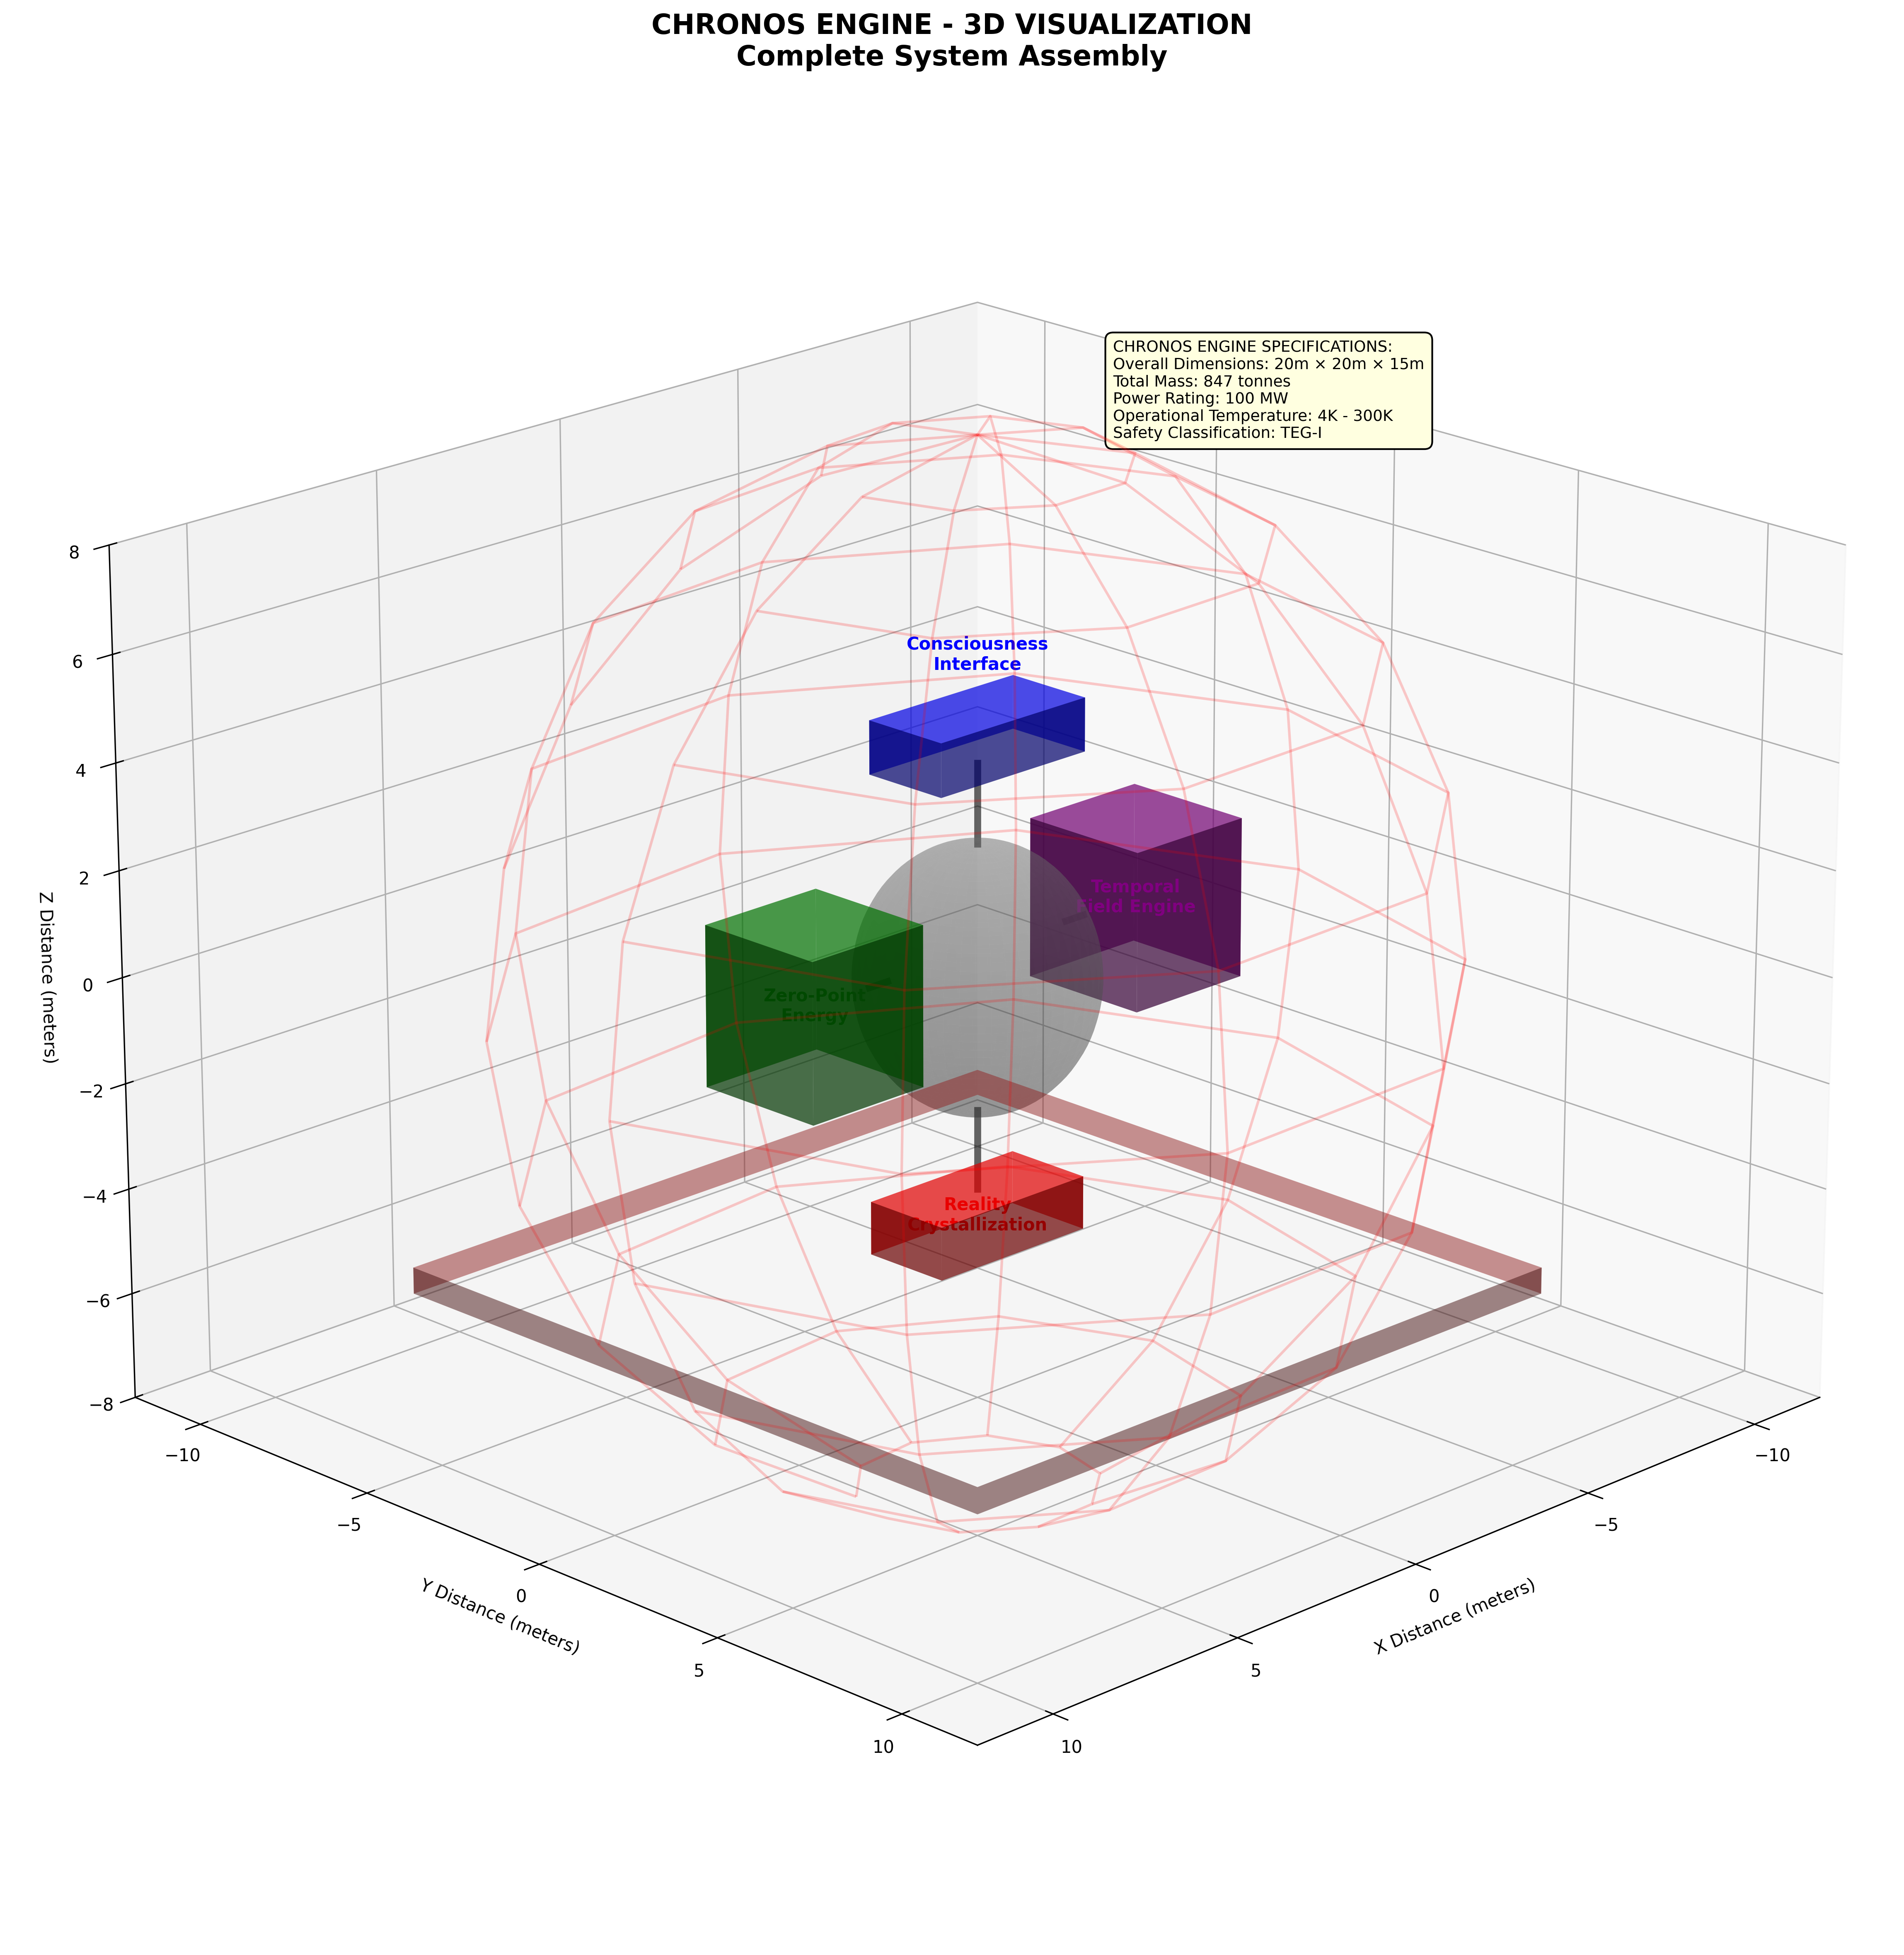 CHRONOS ENGINE - 3D VISUALIZATION
Complete System Assembly
CHRONOS ENGINE SPECIFICATIONS:
Overall Dimensions: 20m × 20m × 15m
Total Mass: 847 tonnes
Power Rating: 100 MW
Operational Temperature: 4K - 300K
Safety Classification: TEG-I
Consciousness
Interface
Temporal
Field Engine
Zero-Point
Energy
Reality
Crystallization
Z Distance (meters)
8
6
4
2
0
−2
−4
−6
−8
Y Distance (meters)
−10
−5
0
5
10
X Distance (meters)
10
5
0
−5
−10